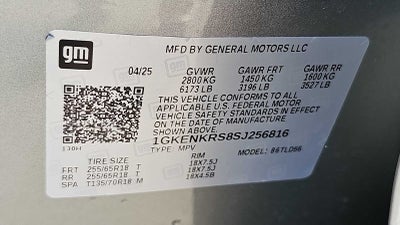 gm
MFD BY GENERAL MOTORS LLC
04/25 GVWR GAWR FRT GAWR RR
2800 KG 1450 KG 1600 KG
6173 LB 3196 LB 3527 LB
THIS VEHICLE CONFORMS TO ALL
APPLICABLE U.S. FEDERAL MOTOR
VEHICLE SAFETY STANDARDS IN EFFECT
ON THE DATE OF MANUFACTURE SHOWN ABOVE.
1GKENKRS8SJ256816
TYPE: MPV MODEL: 86TLD56
TIRE SIZE RIM
FRT 255/65R18 T 18X7.5J
RR 255/65R18 T 18X7.5J
SPA T135/70R18 M 18X4.5B